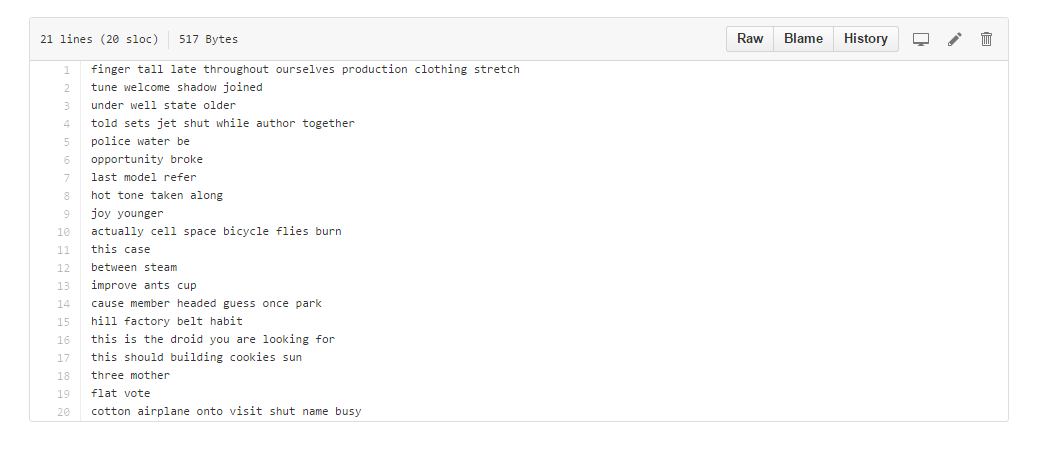 21 lines (20 sloc) 517 Bytes Raw Blame History
1 finger tall late throughout ourselves production clothing stretch
2 tune welcome shadow joined
3 under well state older
4 told sets jet shut while author together
5 police water be
6 opportunity broke
7 last model refer
8 hot tone taken along
9 joy younger
10 actually cell space bicycle flies burn
11 this case
12 between steam
13 improve ants cup
14 cause member headed guess once park
15 hill factory belt habit
16 this is the droid you are looking for
17 this should building cookies sun
18 three mother
19 flat vote
20 cotton airplane onto visit shut name busy